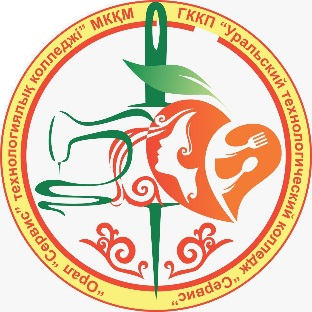 „Орал "Сервис" технологиялық колледжі" МКҚМ
ГККП "Уральский технологический колледж "Сервис„